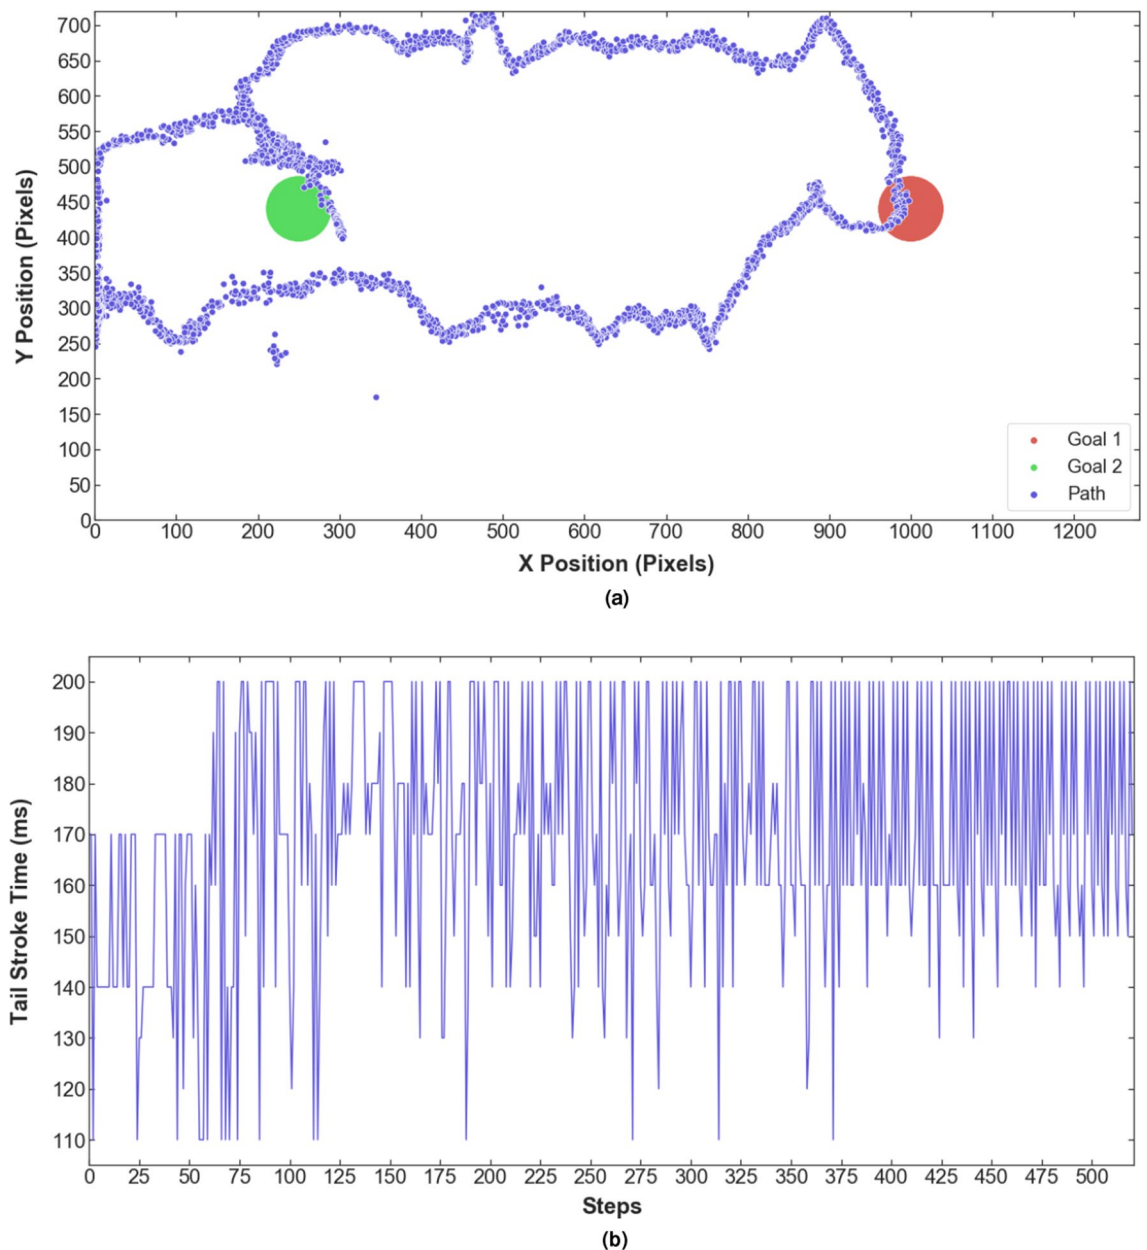 700
650
600
550
500
450
400
350
300
250
200
150
100
50
0
Y Position (Pixels)
Goal 1
Goal 2
Path
0 100 200 300 400 500 600 700 800 900 1000 1100 1200
X Position (Pixels)
(a)
200
190
180
170
160
150
140
130
120
110
Tail Stroke Time (ms)
0 25 50 75 100 125 150 175 200 225 250 275 300 325 350 375 400 425 450 475 500
Steps
(b)